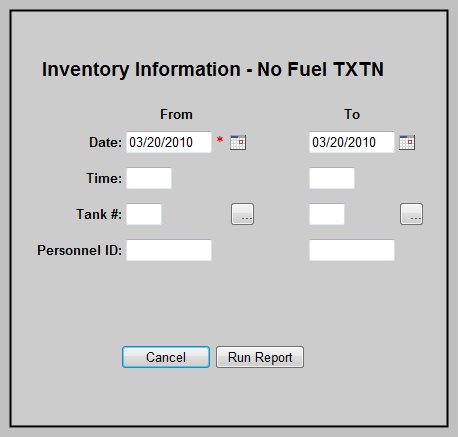 Inventory Information - No Fuel TXTN
From To
Date: 03/20/2010 * 03/20/2010
Time:
Tank #: ... ...
Personnel ID:
Cancel Run Report